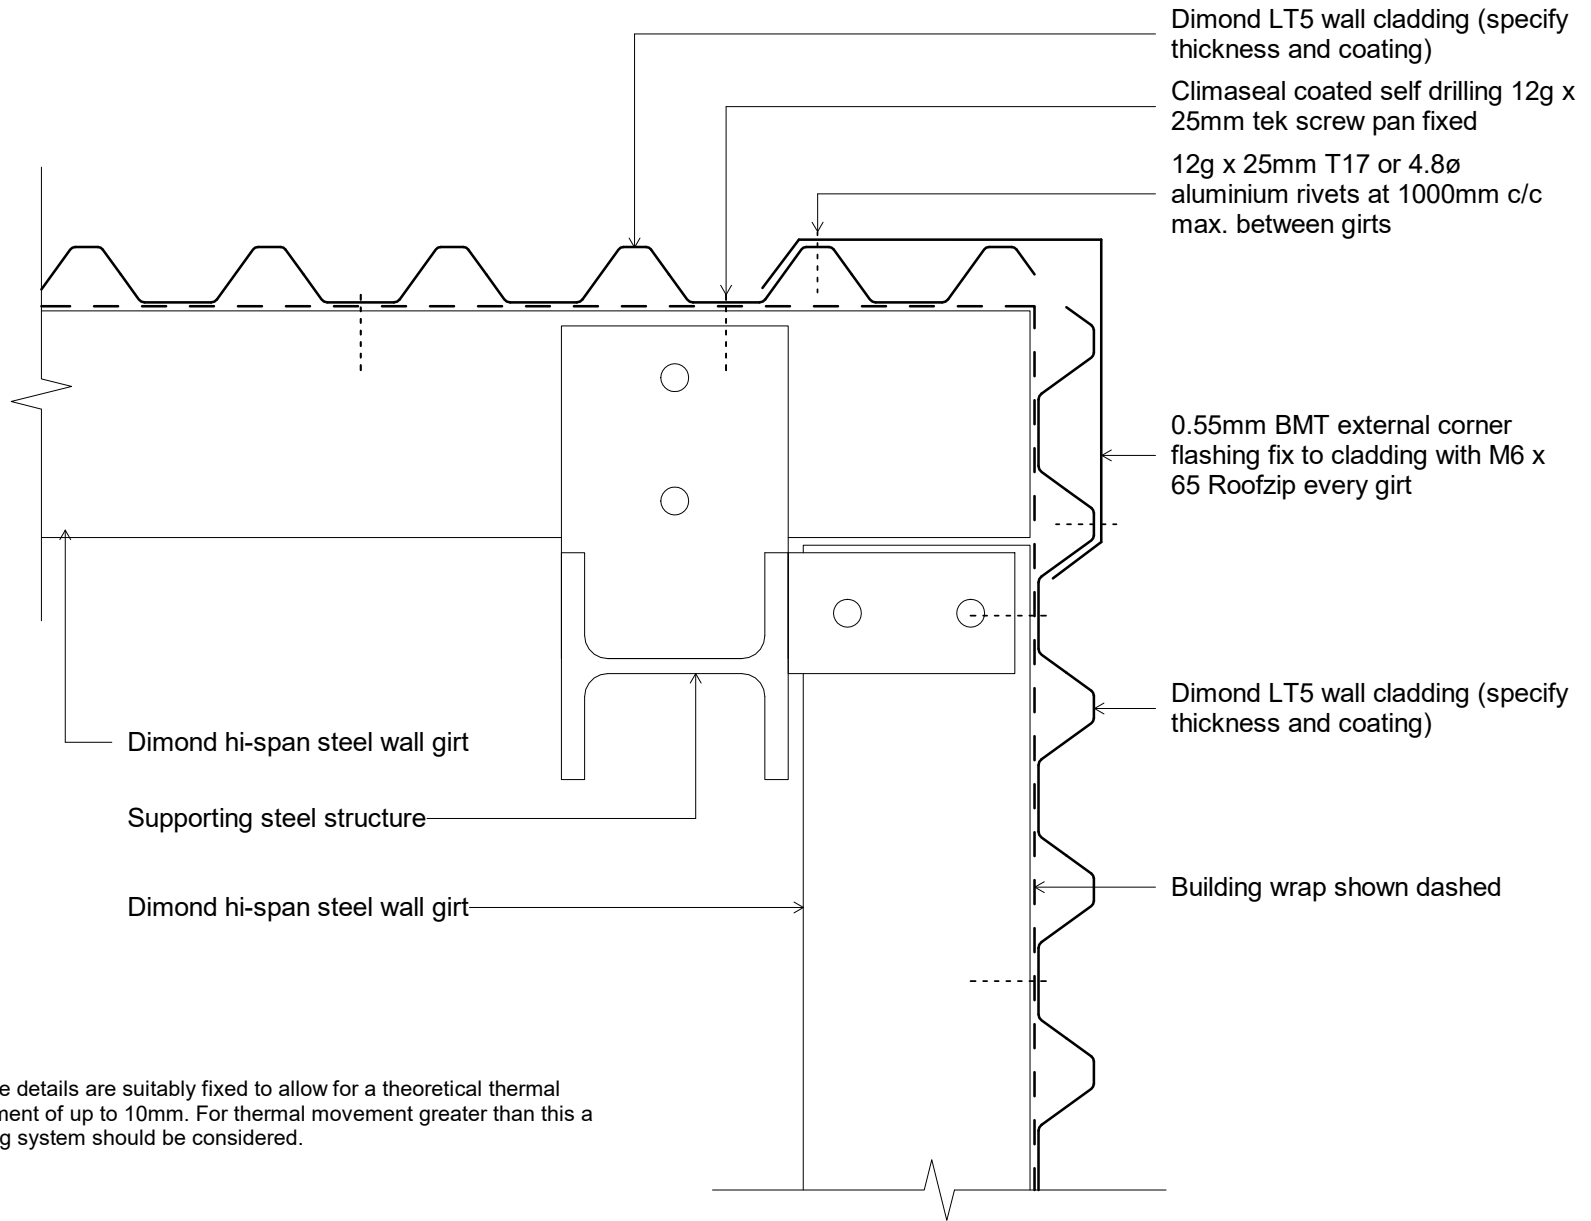 Dimond LT5 wall cladding (specify
thickness and coating)
Climaseal coated self drilling 12g x
25mm tek screw pan fixed
12g x 25mm T17 or 4.8ø
aluminium rivets at 1000mm c/c
max. between girts
0.55mm BMT external corner
flashing fix to cladding with M6 x
65 Roofzip every girt
Dimond LT5 wall cladding (specify
thickness and coating)
Dimond hi-span steel wall girt
Supporting steel structure
Dimond hi-span steel wall girt
Building wrap shown dashed
details are suitably fixed to allow for a theoretical thermal
of up to 10mm. For thermal movement greater than this a
system should be considered.